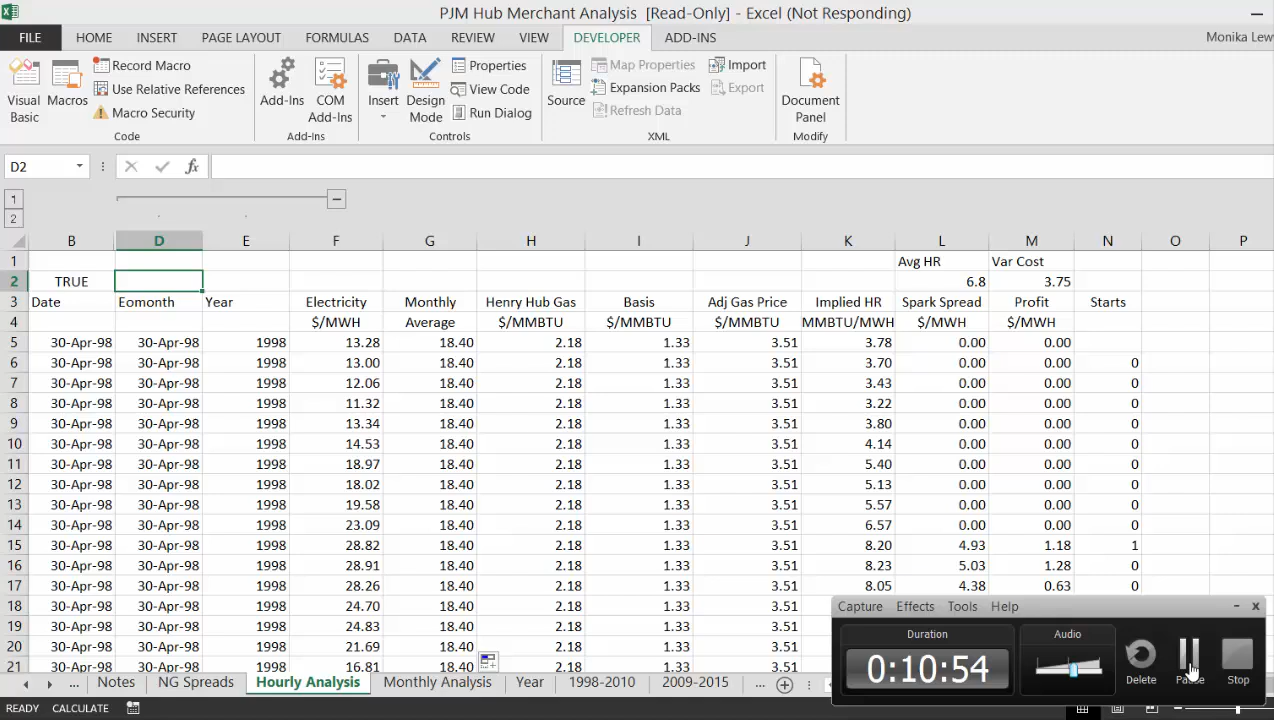 PJM Hub Merchant Analysis [Read-Only] - Excel (Not Responding)
FILE HOME INSERT PAGE LAYOUT FORMULAS DATA REVIEW VIEW DEVELOPER ADD-INS Monika Lew
Visual Basic Macros Record Macro Use Relative References Macro Security Code
Add-Ins COM Add-Ins Add-Ins
Insert Design Mode Properties View Code Run Dialog Controls
Source Map Properties Expansion Packs Refresh Data Import Export XML
Document Panel Modify
D2 fx
1
2
B D E F G H I J K L M N O P
1 Avg HR Var Cost
2 TRUE 6.8 3.75
3 Date Eomonth Year Electricity Monthly Henry Hub Gas Basis Adj Gas Price Implied HR Spark Spread Profit Starts
4 $/MWH Average $/MMBTU $/MMBTU $/MMBTU MMBTU/MWH $/MWH $/MWH
5 30-Apr-98 30-Apr-98 1998 13.28 18.40 2.18 1.33 3.51 3.78 0.00 0.00
6 30-Apr-98 30-Apr-98 1998 13.00 18.40 2.18 1.33 3.51 3.70 0.00 0.00 0
7 30-Apr-98 30-Apr-98 1998 12.06 18.40 2.18 1.33 3.51 3.43 0.00 0.00 0
8 30-Apr-98 30-Apr-98 1998 11.32 18.40 2.18 1.33 3.51 3.22 0.00 0.00 0
9 30-Apr-98 30-Apr-98 1998 13.34 18.40 2.18 1.33 3.51 3.80 0.00 0.00 0
10 30-Apr-98 30-Apr-98 1998 14.53 18.40 2.18 1.33 3.51 4.14 0.00 0.00 0
11 30-Apr-98 30-Apr-98 1998 18.97 18.40 2.18 1.33 3.51 5.40 0.00 0.00 0
12 30-Apr-98 30-Apr-98 1998 18.02 18.40 2.18 1.33 3.51 5.13 0.00 0.00 0
13 30-Apr-98 30-Apr-98 1998 19.58 18.40 2.18 1.33 3.51 5.57 0.00 0.00 0
14 30-Apr-98 30-Apr-98 1998 23.09 18.40 2.18 1.33 3.51 6.57 0.00 0.00 0
15 30-Apr-98 30-Apr-98 1998 28.82 18.40 2.18 1.33 3.51 8.20 4.93 1.18 1
16 30-Apr-98 30-Apr-98 1998 28.91 18.40 2.18 1.33 3.51 8.23 5.03 1.28 0
17 30-Apr-98 30-Apr-98 1998 28.26 18.40 2.18 1.33 3.51 8.05 4.38 0.63 0
18 30-Apr-98 30-Apr-98 1998 24.70 18.40 2.18 1.33 3.51
19 30-Apr-98 30-Apr-98 1998 24.83 18.40 2.18 1.33 3.51
20 30-Apr-98 30-Apr-98 1998 21.69 18.40 2.18 1.33 3.51
21 30-Apr-98 30-Apr-98 1998 16.81 18.40 2.18 1.33 3.51
Capture Effects Tools Help
Duration Audio
0:10:54
Delete Pause Stop
... Notes NG Spreads Hourly Analysis Monthly Analysis Year 1998-2010 2009-2015 ...
READY CALCULATE